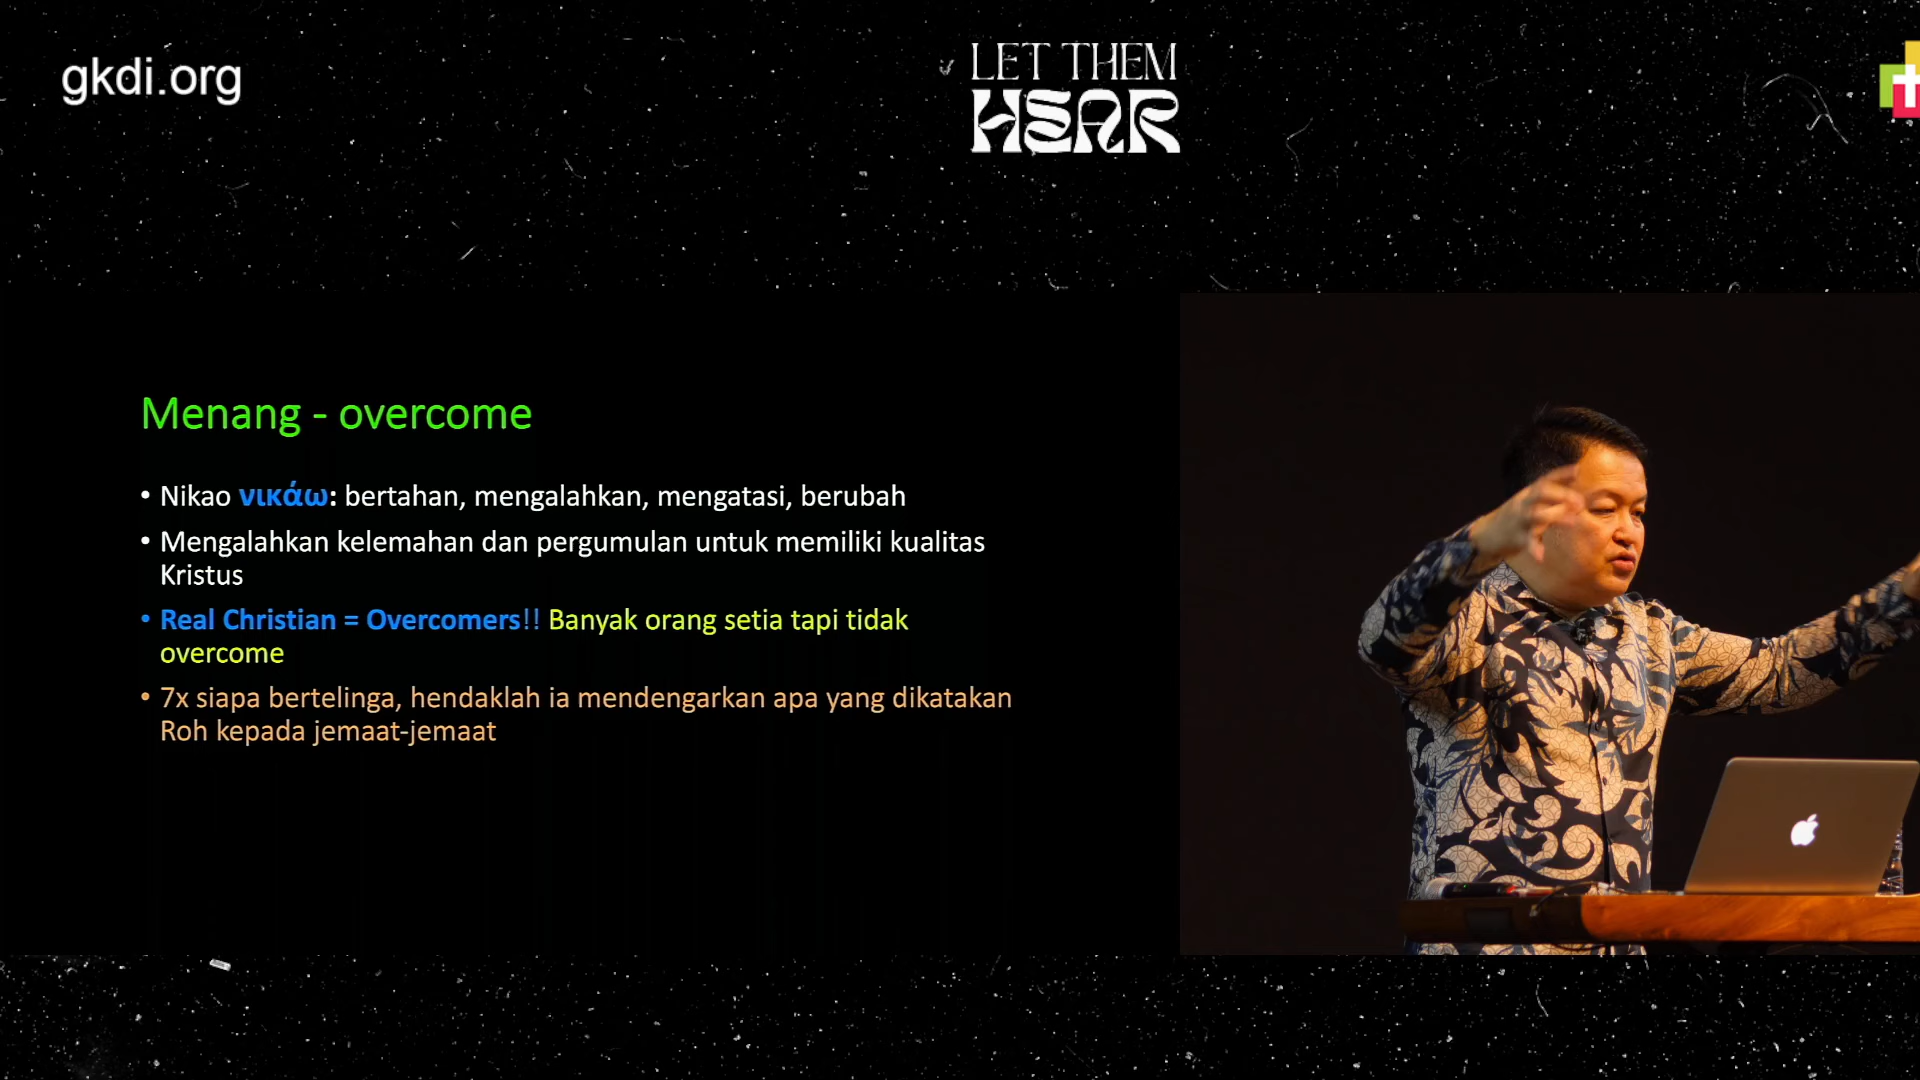 gkdi.org
LET THEM
HEAR
Menang - overcome
• Nikao νικάω: bertahan, mengalahkan, mengatasi, berubah
• Mengalahkan kelemahan dan pergumulan untuk memiliki kualitas
Kristus
• Real Christian = Overcomers!! Banyak orang setia tapi tidak
overcome
• 7x siapa bertelinga, hendaklah ia mendengarkan apa yang dikatakan
Roh kepada jemaat-jemaat